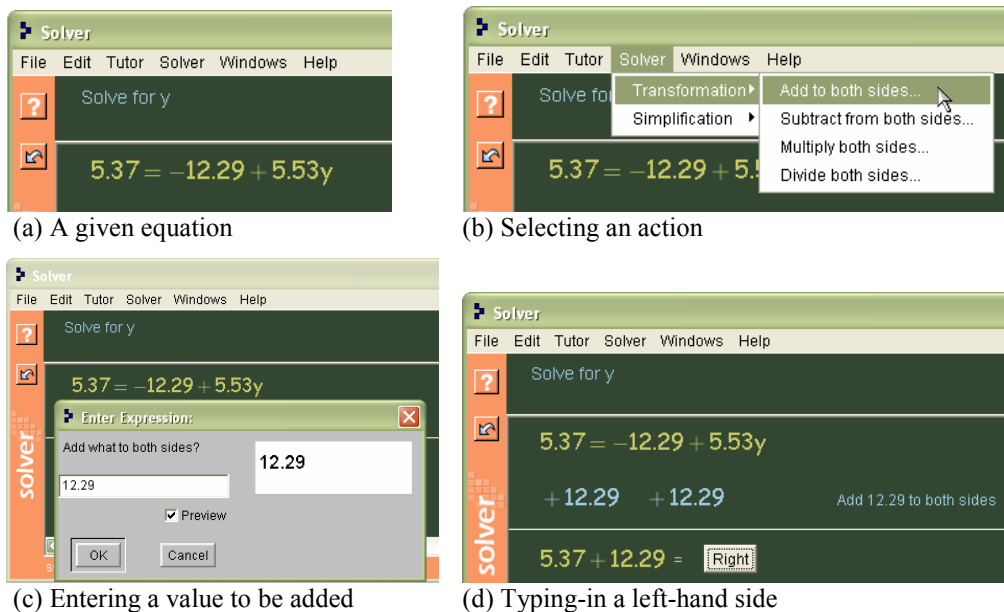 Solver
File Edit Tutor Solver Windows Help
?
Solve for y
5.37 = −12.29 + 5.53y
(a) A given equation
Solver
File Edit Tutor Solver Windows Help
?
Solve for
Transformation
Simplification
Add to both sides...
Subtract from both sides...
Multiply both sides...
Divide both sides...
5.37 = −12.29 + 5.5
(b) Selecting an action
Solver
File Edit Tutor Solver Windows Help
?
Solve for y
5.37 = −12.29 + 5.53y
solver
Enter Expression:
Add what to both sides?
12.29
12.29
Preview
OK Cancel
(c) Entering a value to be added
Solver
File Edit Tutor Solver Windows Help
?
Solve for y
5.37 = −12.29 + 5.53y
+ 12.29 + 12.29 Add 12.29 to both sides
solver
5.37 + 12.29 = Right
(d) Typing-in a left-hand side